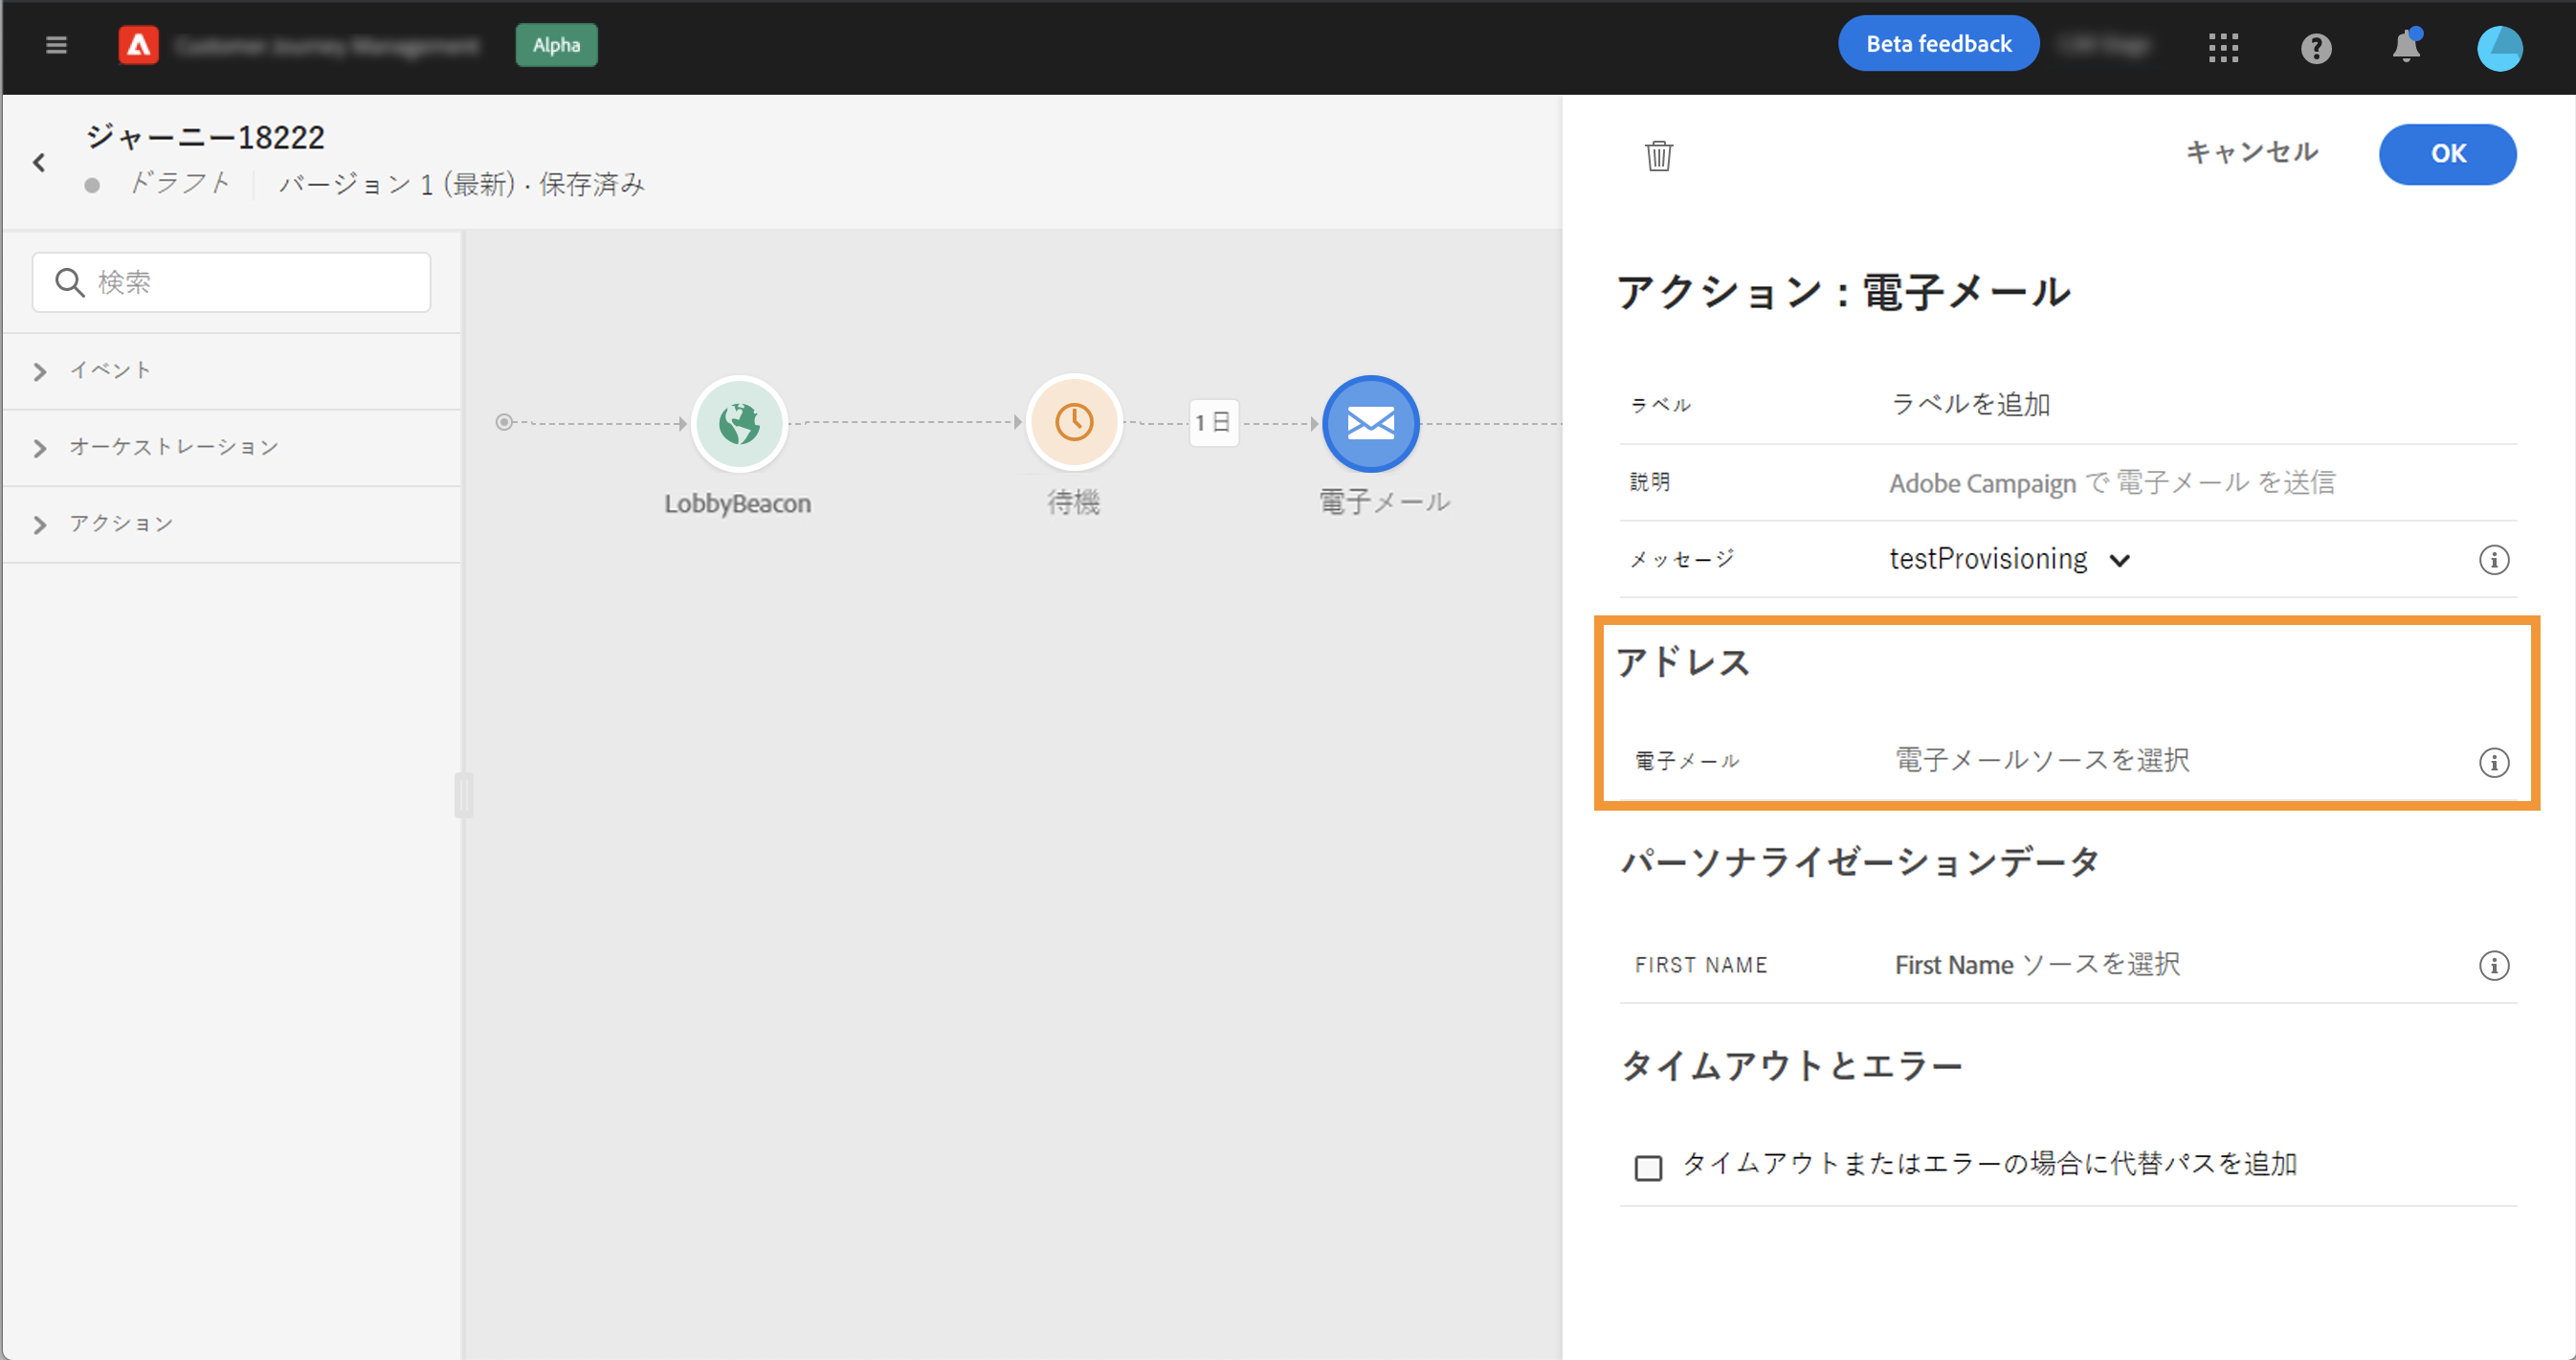 Alpha
Beta feedback
ジャーニー18222
ドラフト
バージョン 1 (最新) · 保存済み
キャンセル
OK
検索
イベント
オーケストレーション
アクション
1 日
LobbyBeacon
待機
電子メール
アクション : 電子メール
ラベル
ラベルを追加
説明
Adobe Campaign で 電子メール を送信
メッセージ
testProvisioning
アドレス
電子メール
電子メールソースを選択
パーソナライゼーションデータ
FIRST NAME
First Name ソースを選択
タイムアウトとエラー
タイムアウトまたはエラーの場合に代替パスを追加